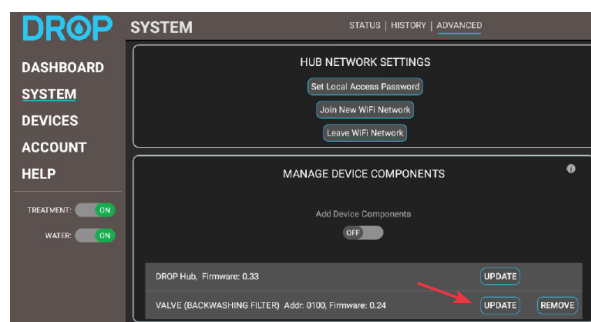 DROP
SYSTEM
STATUS | HISTORY | ADVANCED
DASHBOARD
SYSTEM
DEVICES
ACCOUNT
HELP
TREATMENT: ON
WATER: ON
HUB NETWORK SETTINGS
Set Local Access Password
Join New WiFi Network
Leave WiFi Network
MANAGE DEVICE COMPONENTS
Add Device Components
OFF
DROP Hub, Firmware: 0.33 UPDATE
VALVE (BACKWASHING FILTER) Addr: 0100, Firmware: 0.24 UPDATE REMOVE